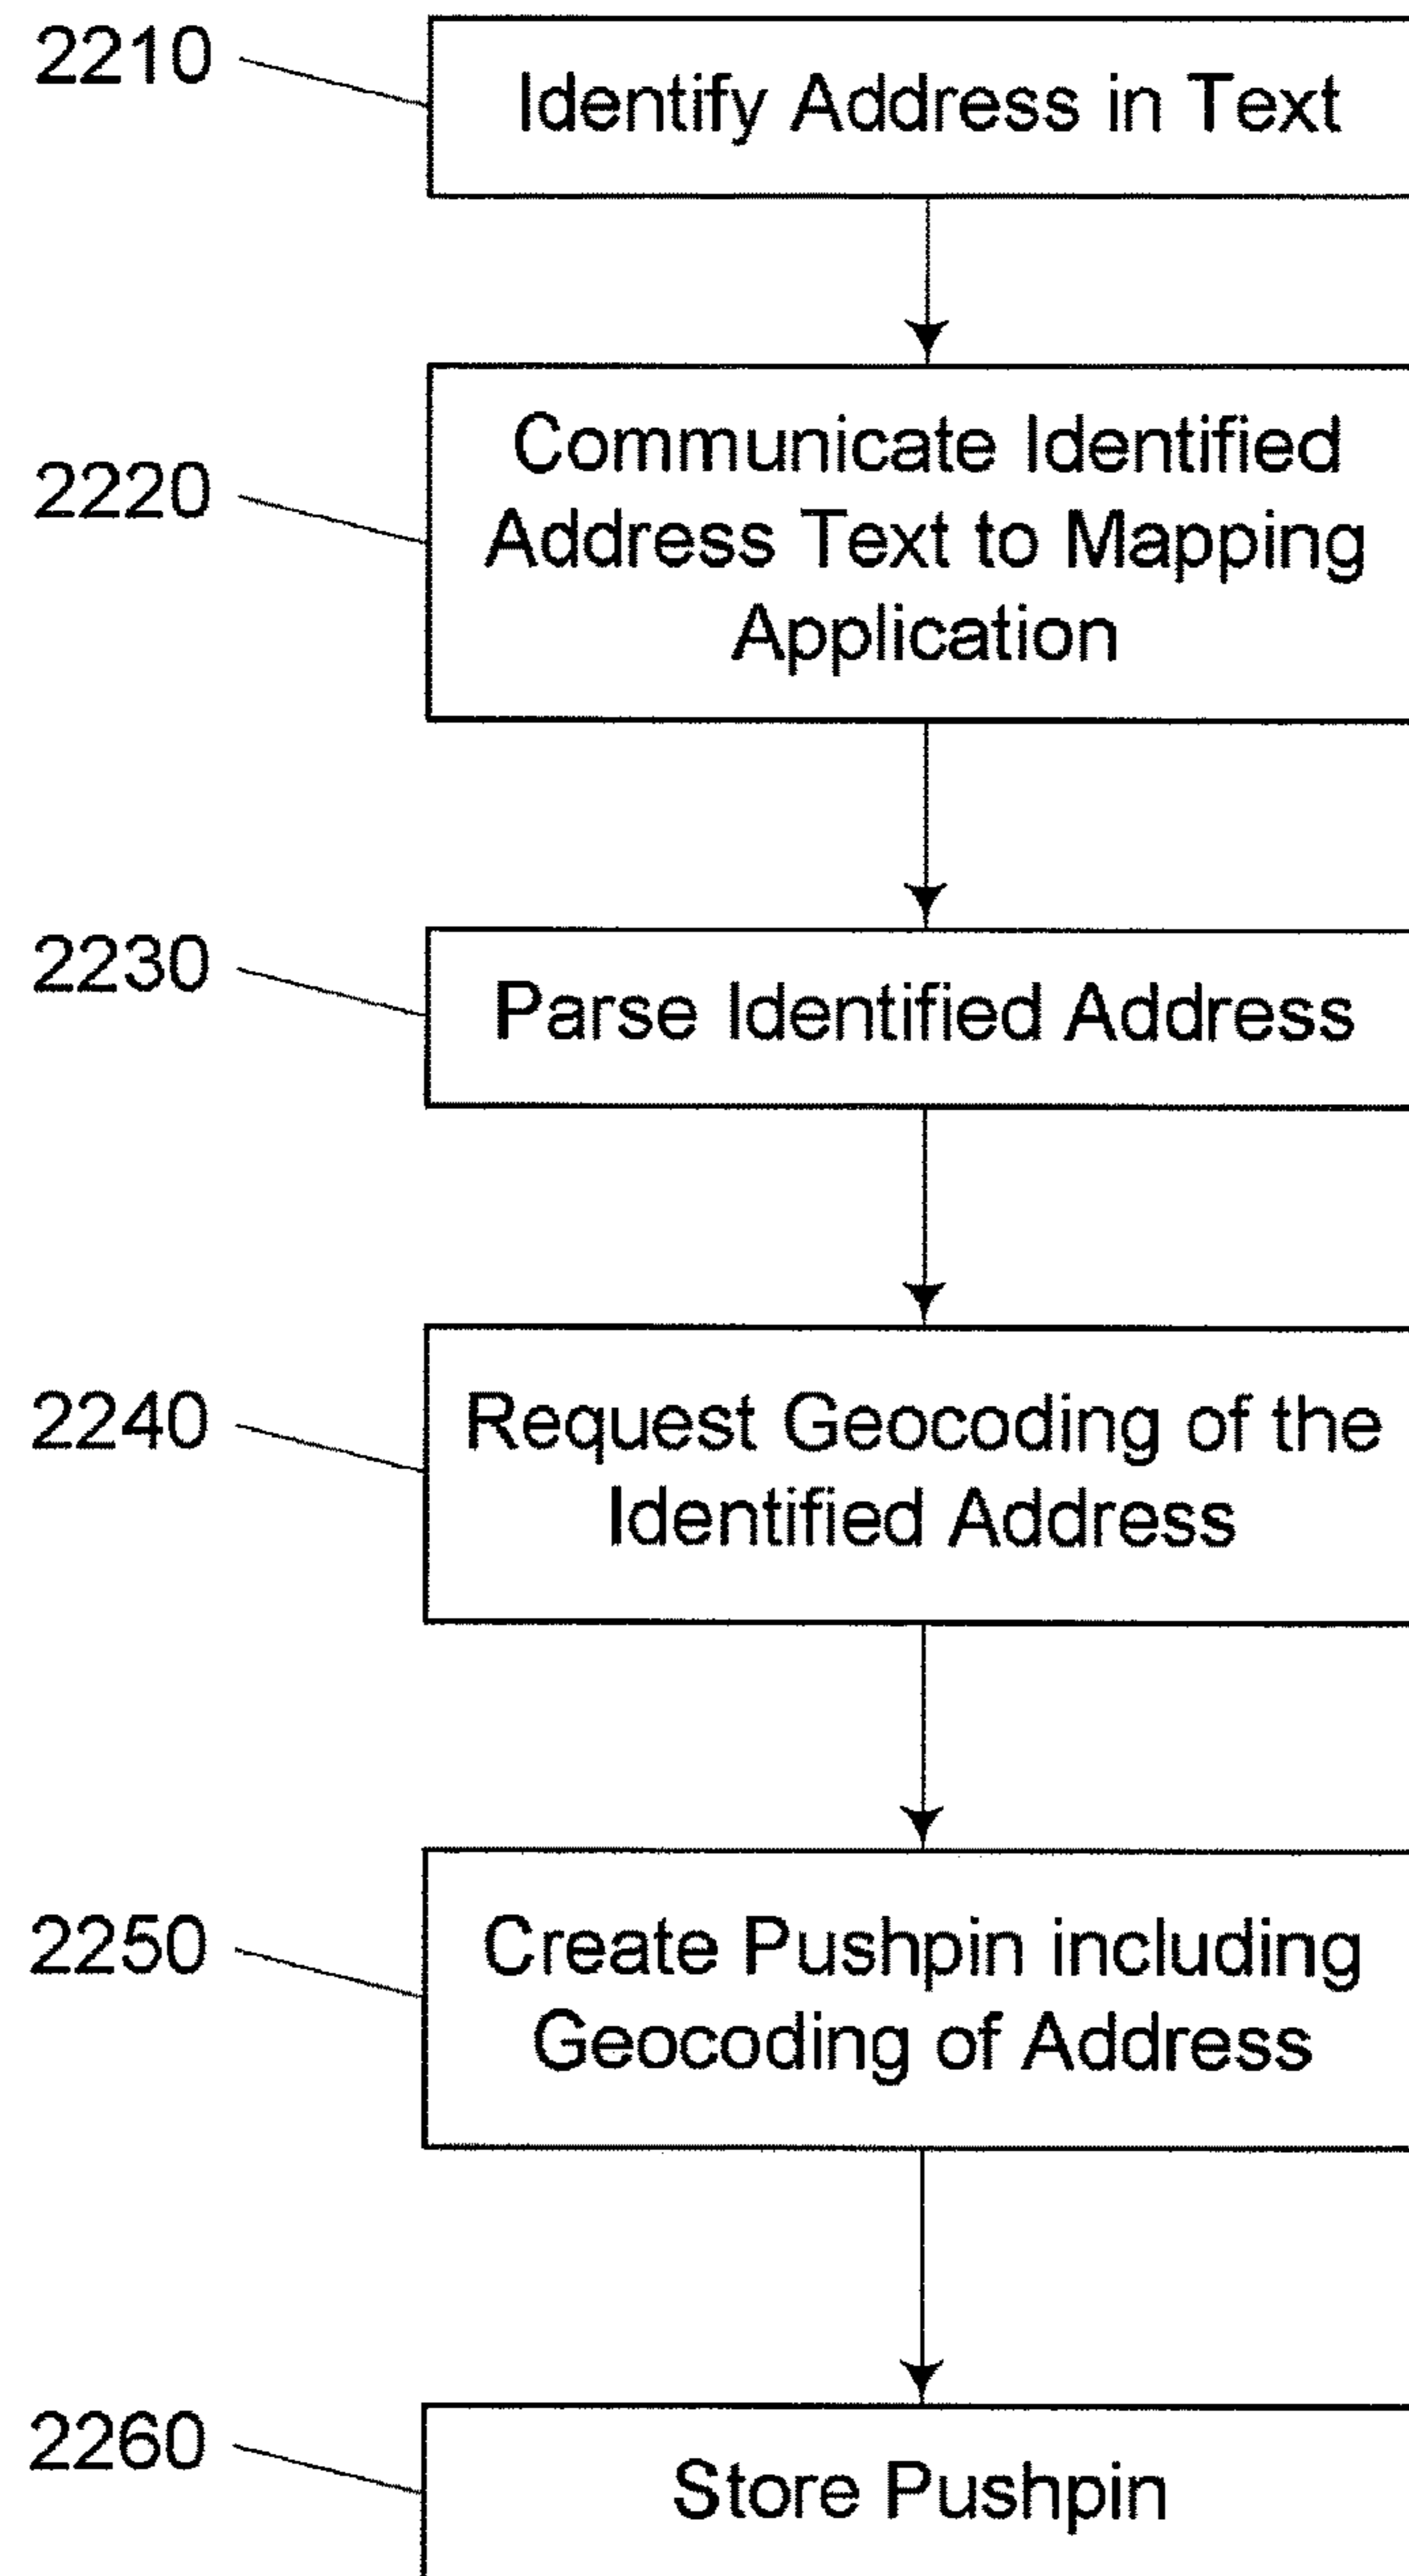 2210
Identify Address in Text
2220
Communicate Identified
Address Text to Mapping
Application
2230
Parse Identified Address
2240
Request Geocoding of the
Identified Address
2250
Create Pushpin including
Geocoding of Address
2260
Store Pushpin